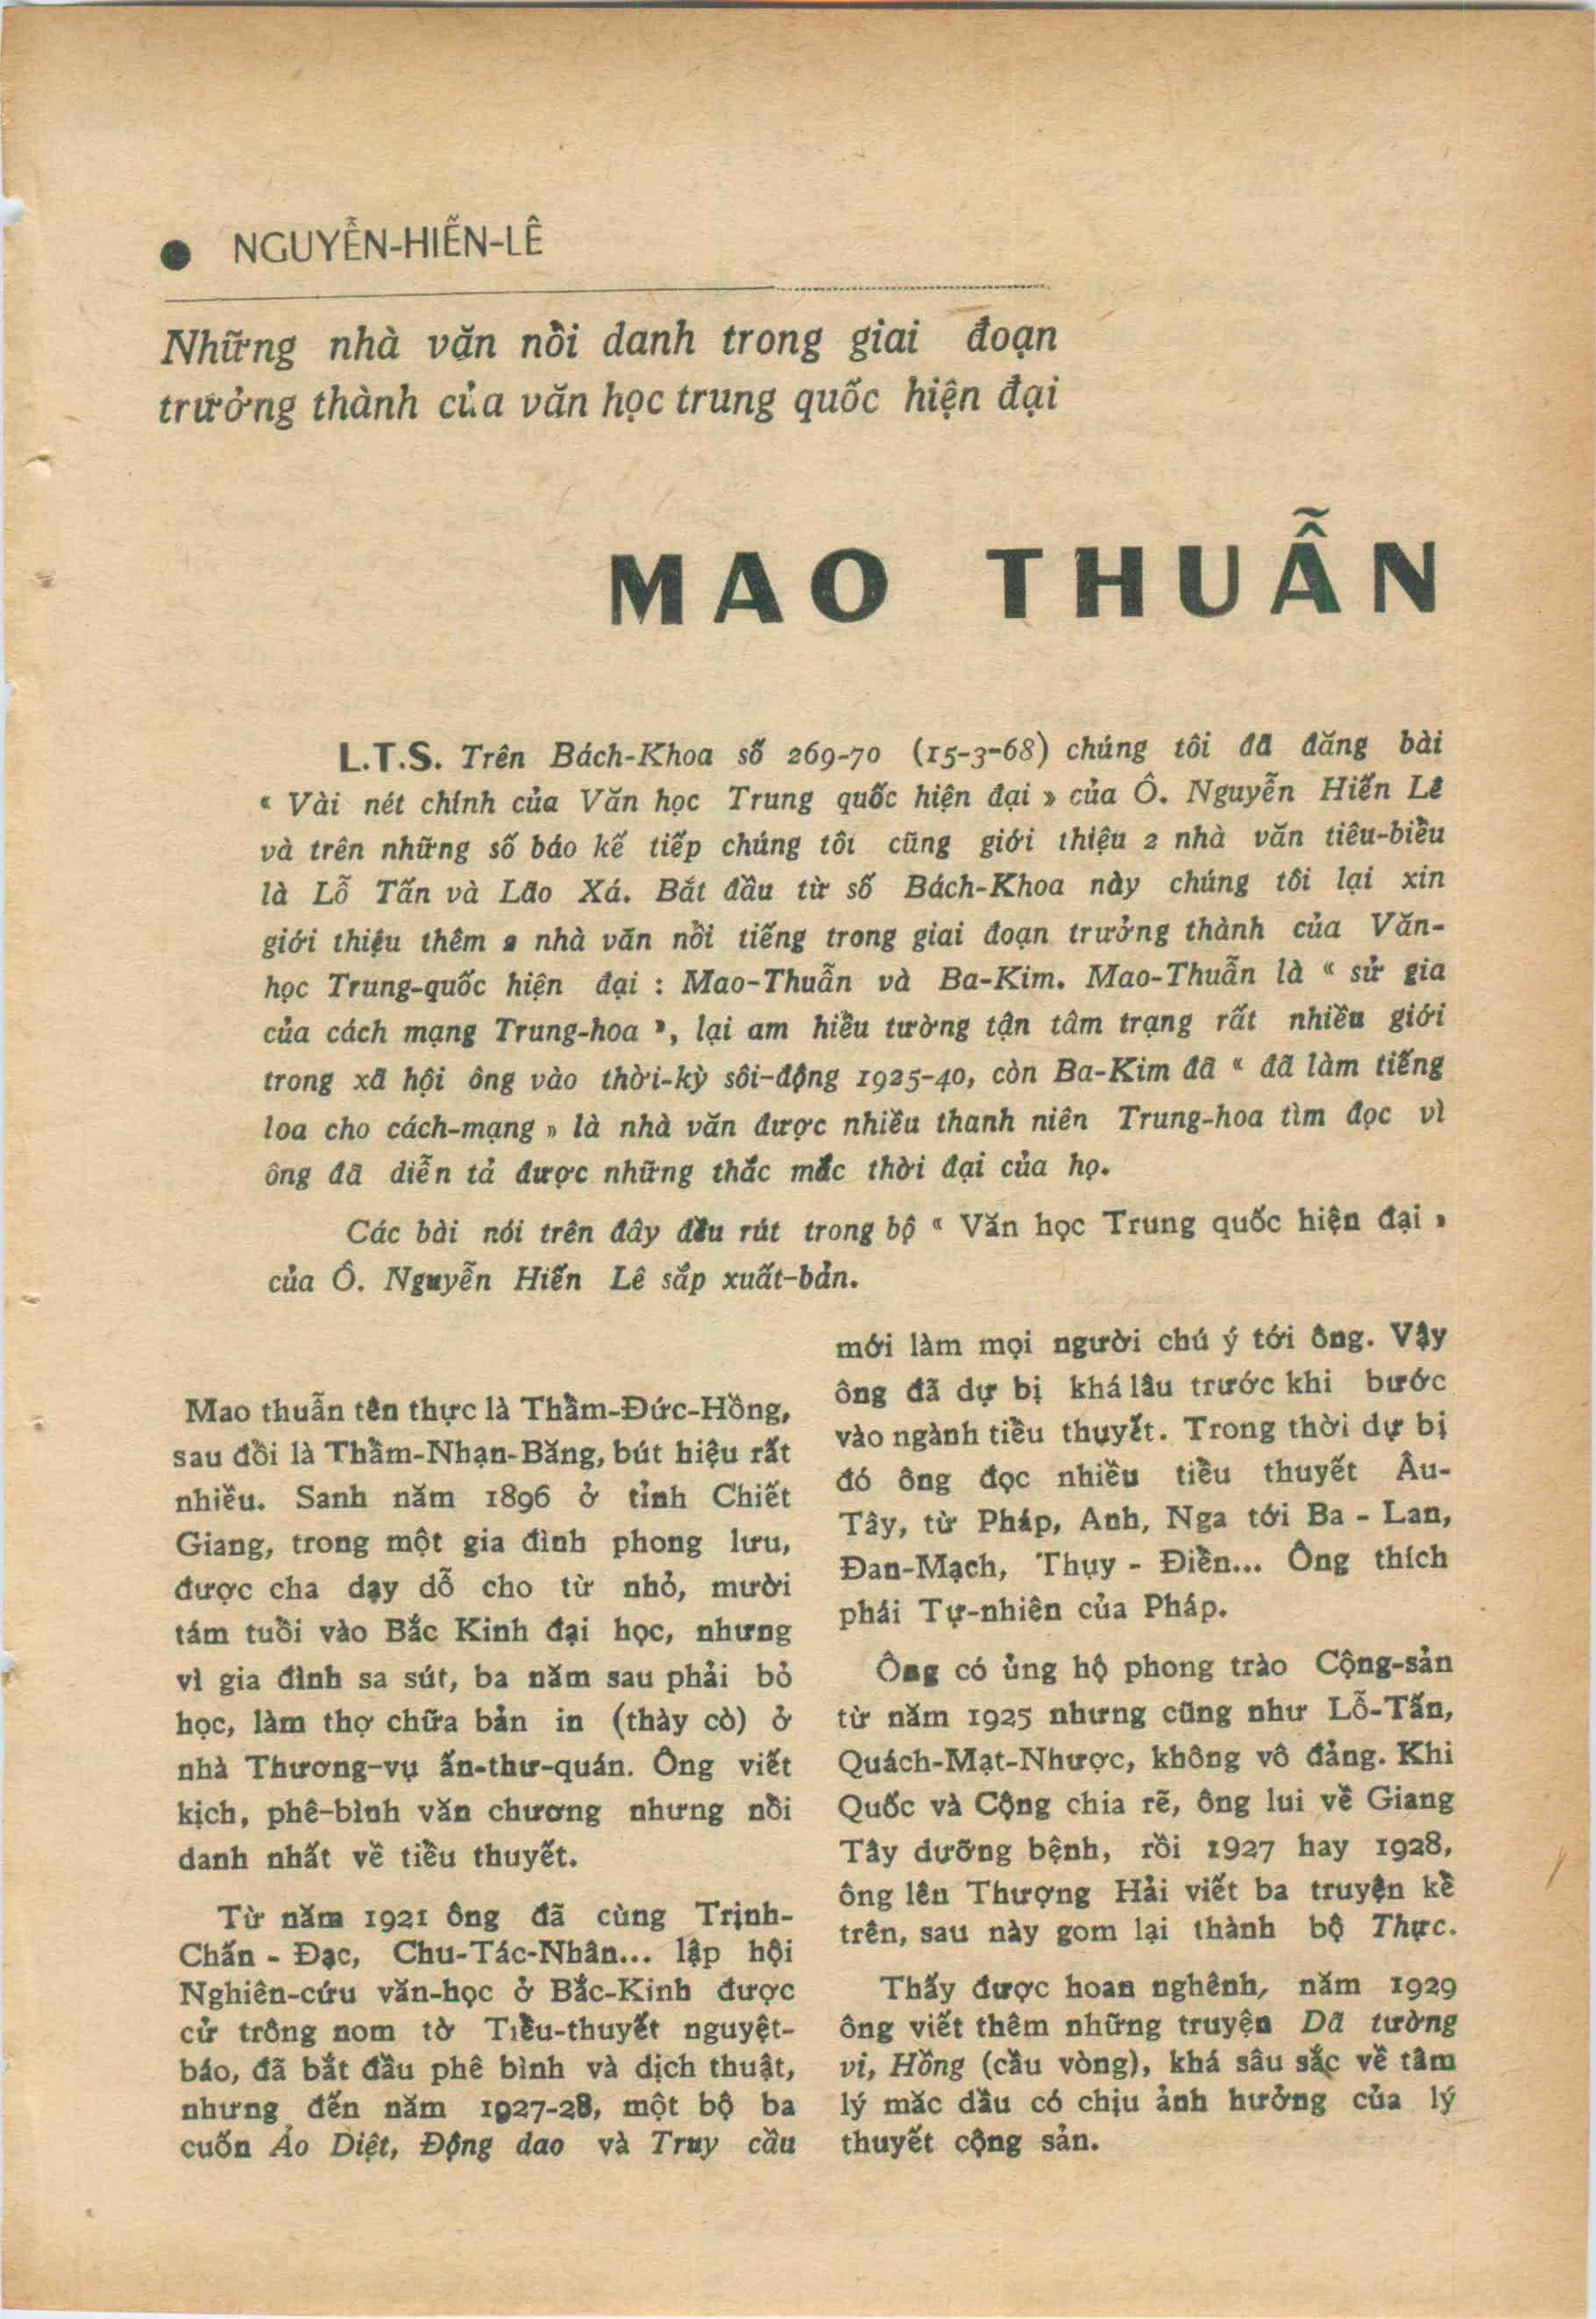 ● NGUYỄN-HIẾN-LÊ
Những nhà văn nổi danh trong giai đoạn
trưởng thành của văn học trung quốc hiện đại
MAO THUẪN
L.T.S. Trên Bách-Khoa số 269-70 (15-3-68) chúng tôi đã đăng bài
« Vài nét chính của Văn học Trung quốc hiện đại » của Ô. Nguyễn Hiến Lê
và trên những số báo kế tiếp chúng tôi cũng giới thiệu 2 nhà văn tiêu-biểu
là Lỗ Tấn và Lão Xá. Bắt đầu từ số Bách-Khoa này chúng tôi lại xin
giới thiệu thêm 2 nhà văn nổi tiếng trong giai đoạn trưởng thành của Văn-
học Trung-quốc hiện đại : Mao-Thuẫn và Ba-Kim. Mao-Thuẫn là « sử gia
của cách mạng Trung-hoa », lại am hiểu tường tận tâm trạng rất nhiều giới
trong xã hội ông vào thời-kỳ sôi-động 1925-40, còn Ba-Kim đã « đã làm tiếng
loa cho cách-mạng » là nhà văn được nhiều thanh niên Trung-hoa tìm đọc vì
ông đã diễn tả được những thắc mắc thời đại của họ.
Các bài nói trên đây đều rút trong bộ « Văn học Trung quốc hiện đại »
của Ô. Nguyễn Hiến Lê sắp xuất-bản.
Mao thuẫn tên thực là Thầm-Đức-Hồng,
sau đổi là Thầm-Nhạn-Băng, bút hiệu rất
nhiều. Sanh năm 1896 ở tỉnh Chiết
Giang, trong một gia đình phong lưu,
được cha dạy dỗ cho từ nhỏ, mười
tám tuổi vào Bắc Kinh đại học, nhưng
vì gia đình sa sút, ba năm sau phải bỏ
học, làm thợ chữa bản in (thày cò) ở
nhà Thương-vụ ấn-thư-quán. Ông viết
kịch, phê-bình văn chương nhưng nổi
danh nhất về tiểu thuyết.
Từ năm 1921 ông đã cùng Trịnh-
Chấn - Đạc, Chu-Tác-Nhân... lập hội
Nghiên-cứu văn-học ở Bắc-Kinh được
cử trông nom tờ Tiểu-thuyết nguyệt-
báo, đã bắt đầu phê bình và dịch thuật,
nhưng đến năm 1927-28, một bộ ba
cuốn Ảo Diệt, Động dao và Truy cầu
mới làm mọi người chú ý tới ông. Vậy
ông đã dự bị khá lâu trước khi bước
vào ngành tiểu thuyết. Trong thời dự bị
đó ông đọc nhiều tiểu thuyết Âu-
Tây, từ Pháp, Anh, Nga tới Ba - Lan,
Đan-Mạch, Thụy - Điển... Ông thích
phái Tự-nhiên của Pháp.
Ông có ủng hộ phong trào Cộng-sản
từ năm 1925 nhưng cũng như Lỗ-Tấn,
Quách-Mạt-Nhược, không vô đảng. Khi
Quốc và Cộng chia rẽ, ông lui về Giang
Tây dưỡng bệnh, rồi 1927 hay 1928,
ông lên Thượng Hải viết ba truyện kể
trên, sau này gom lại thành bộ Thực.
Thấy được hoan nghênh, năm 1929
ông viết thêm những truyện Dã tường
vi, Hồng (cầu vòng), khá sâu sắc về tâm
lý mặc dầu có chịu ảnh hưởng của lý
thuyết cộng sản.